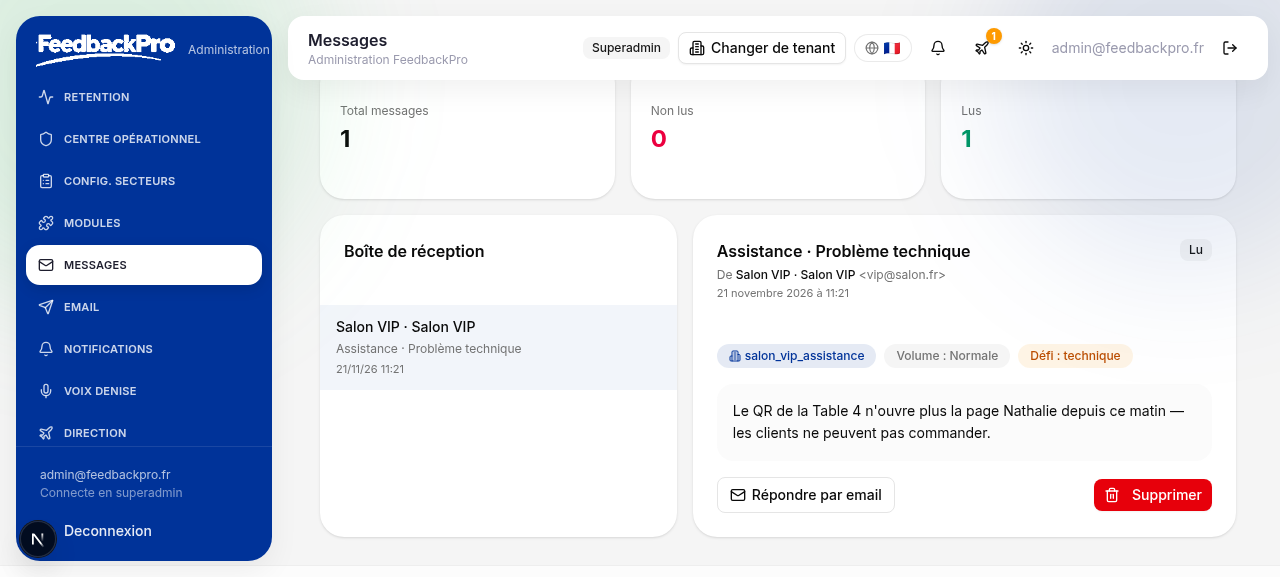 FeedbackPro
Administration
RETENTION
CENTRE OPÉRATIONNEL
CONFIG. SECTEURS
MODULES
MESSAGES
EMAIL
NOTIFICATIONS
VOIX DENISE
DIRECTION
admin@feedbackpro.fr
Connecte en superadmin
N
Deconnexion
Messages
Administration FeedbackPro
Superadmin
Changer de tenant
1
admin@feedbackpro.fr
Total messages
1
Non lus
0
Lus
1
Boîte de réception
Salon VIP · Salon VIP
Assistance · Problème technique
21/11/26 11:21
Assistance · Problème technique
Lu
De Salon VIP · Salon VIP <vip@salon.fr>
21 novembre 2026 à 11:21
salon_vip_assistance
Volume : Normale
Défi : technique
Le QR de la Table 4 n'ouvre plus la page Nathalie depuis ce matin —
les clients ne peuvent pas commander.
Répondre par email
Supprimer